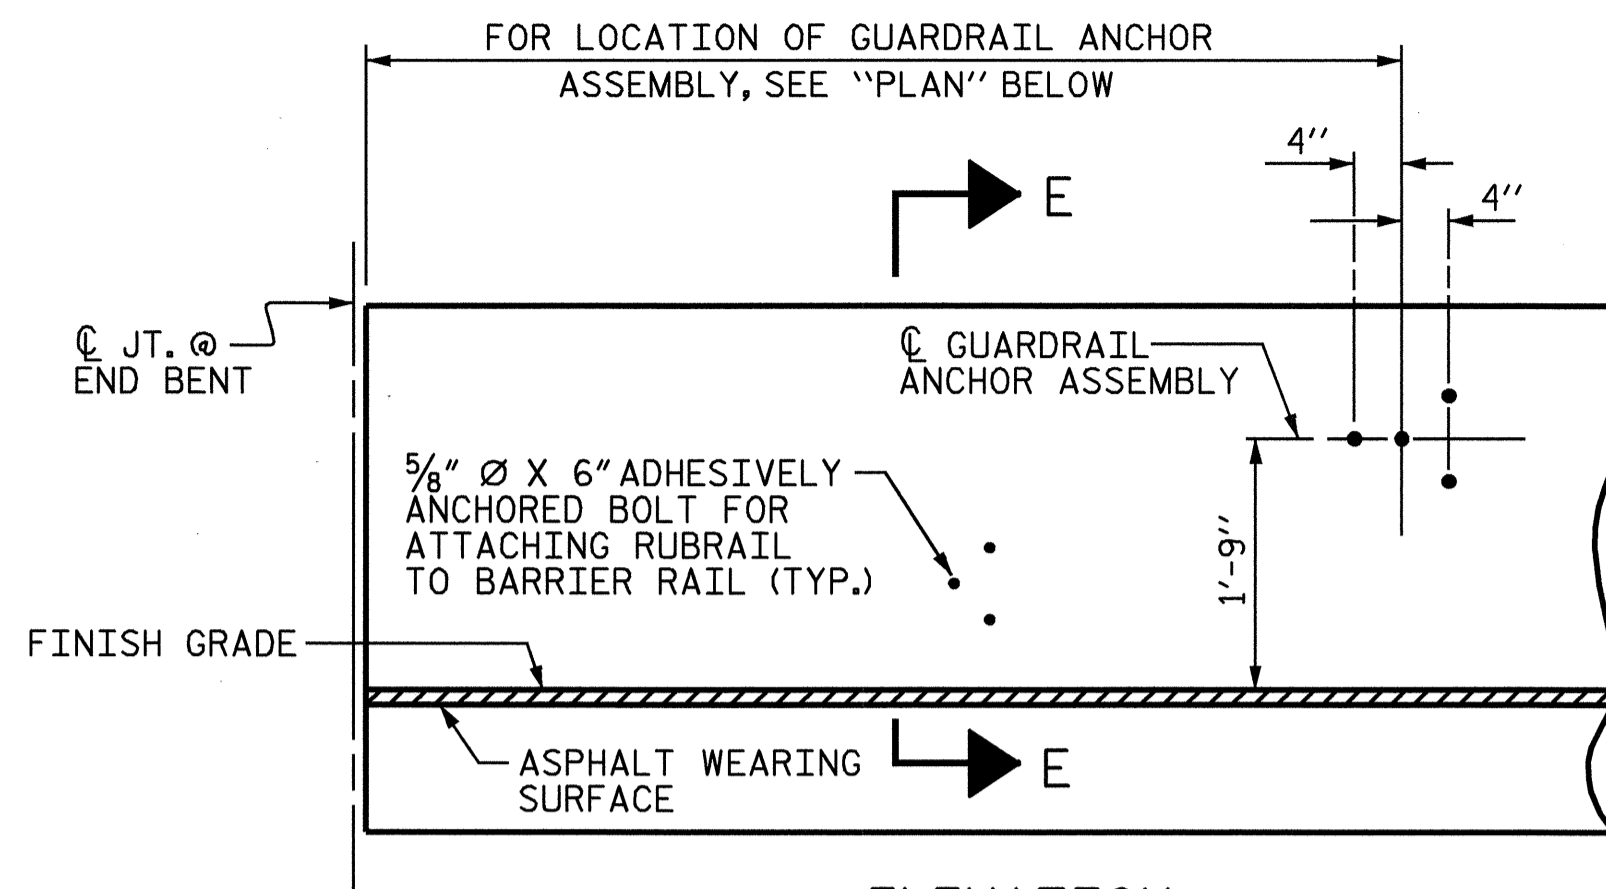 FOR LOCATION OF GUARDRAIL ANCHOR
ASSEMBLY, SEE "PLAN" BELOW
4"
4"
E
℄ JT. @
END BENT
℄ GUARDRAIL
ANCHOR ASSEMBLY
5/8" Ø X 6" ADHESIVELY
ANCHORED BOLT FOR
ATTACHING RUBRAIL
TO BARRIER RAIL (TYP.)
1'-9"
FINISH GRADE
ASPHALT WEARING
SURFACE
E